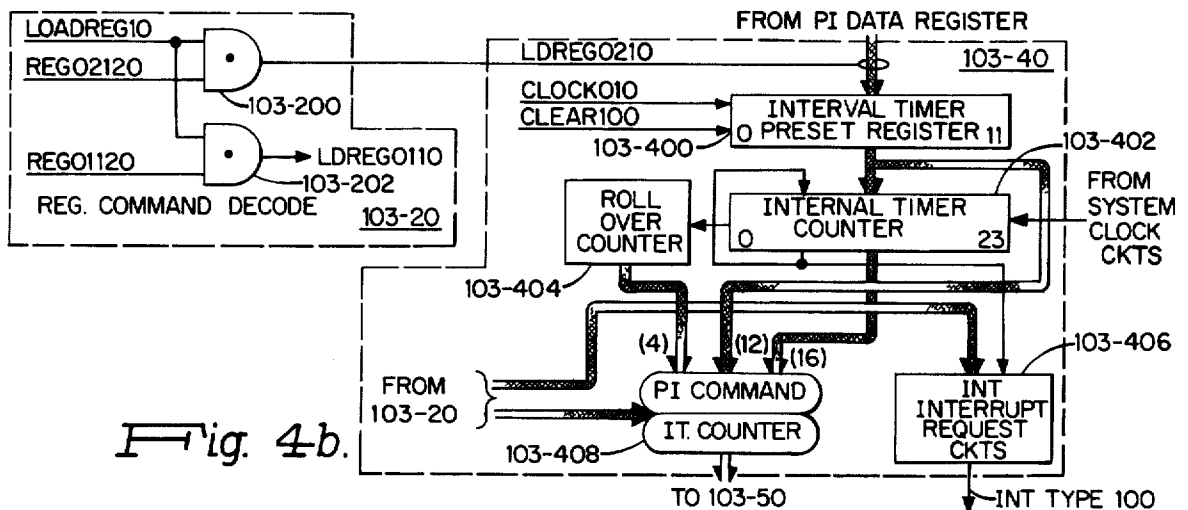 LOADREG10
REG02120
103-200
REG01120
LDREG0110
103-202
REG. COMMAND DECODE
103-20
FROM PI DATA REGISTER
LDREG0210
103-40
CLOCK010
CLEAR100
INTERVAL TIMER
0 PRESET REGISTER 11
103-400
103-402
ROLL
OVER
COUNTER
INTERNAL TIMER
COUNTER
0
23
FROM
SYSTEM
CLOCK
CKTS
103-404
(4)
(12)
(16)
103-406
FROM
103-20
PI COMMAND
IT. COUNTER
INT
INTERRUPT
REQUEST
CKTS
103-408
Fig. 4b.
TO 103-50
INT TYPE 100